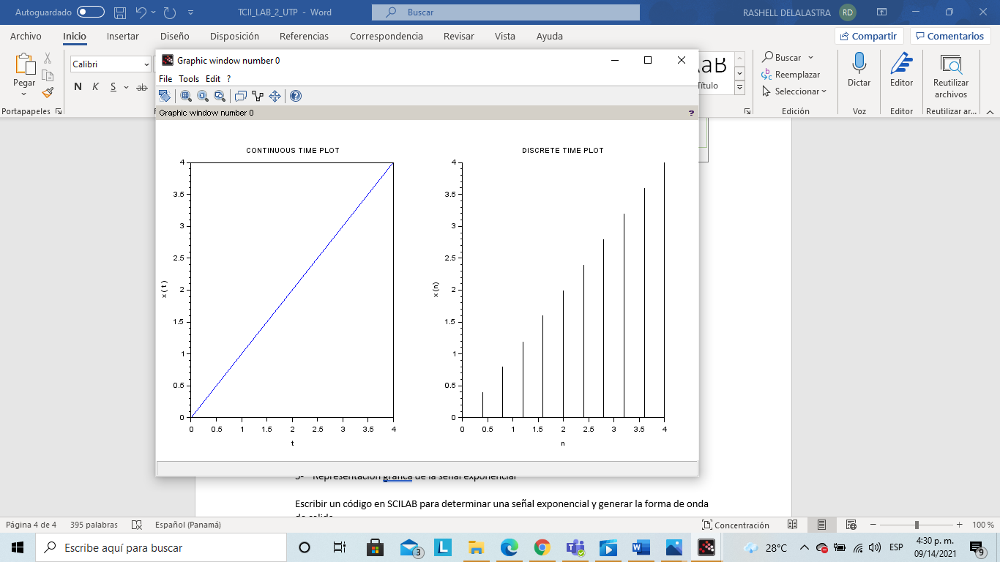 Autoguardado
TCII_LAB_2_UTP - Word
Buscar
RASHELL DELALASTRA
RD
Archivo Inicio Insertar Diseño Disposición Referencias Correspondencia Revisar Vista Ayuda
Compartir
Comentarios
Pegar
Portapapeles
Calibri
N K S ab
Título
Buscar
Reemplazar
Seleccionar
Edición
Dictar
Voz
Editor
Editor
Reutilizar
archivos
Reutilizar ar...
Graphic window number 0
File Tools Edit ?
Graphic window number 0
?
CONTINUOUS TIME PLOT
4
3.5
3
2.5
2
1.5
1
0.5
0
x ( t )
0 0.5 1 1.5 2 2.5 3 3.5 4
t
DISCRETE TIME PLOT
4
3.5
3
2.5
2
1.5
1
0.5
0
x (n)
0 0.5 1 1.5 2 2.5 3 3.5 4
n
3- Representación gráfica de la señal exponencial
Escribir un código en SCILAB para determinar una señal exponencial y generar la forma de onda
de salida
Página 4 de 4 395 palabras Español (Panamá)
Concentración
100 %
Escribe aquí para buscar
3
L
28°C
ESP
4:30 p. m.
09/14/2021
9